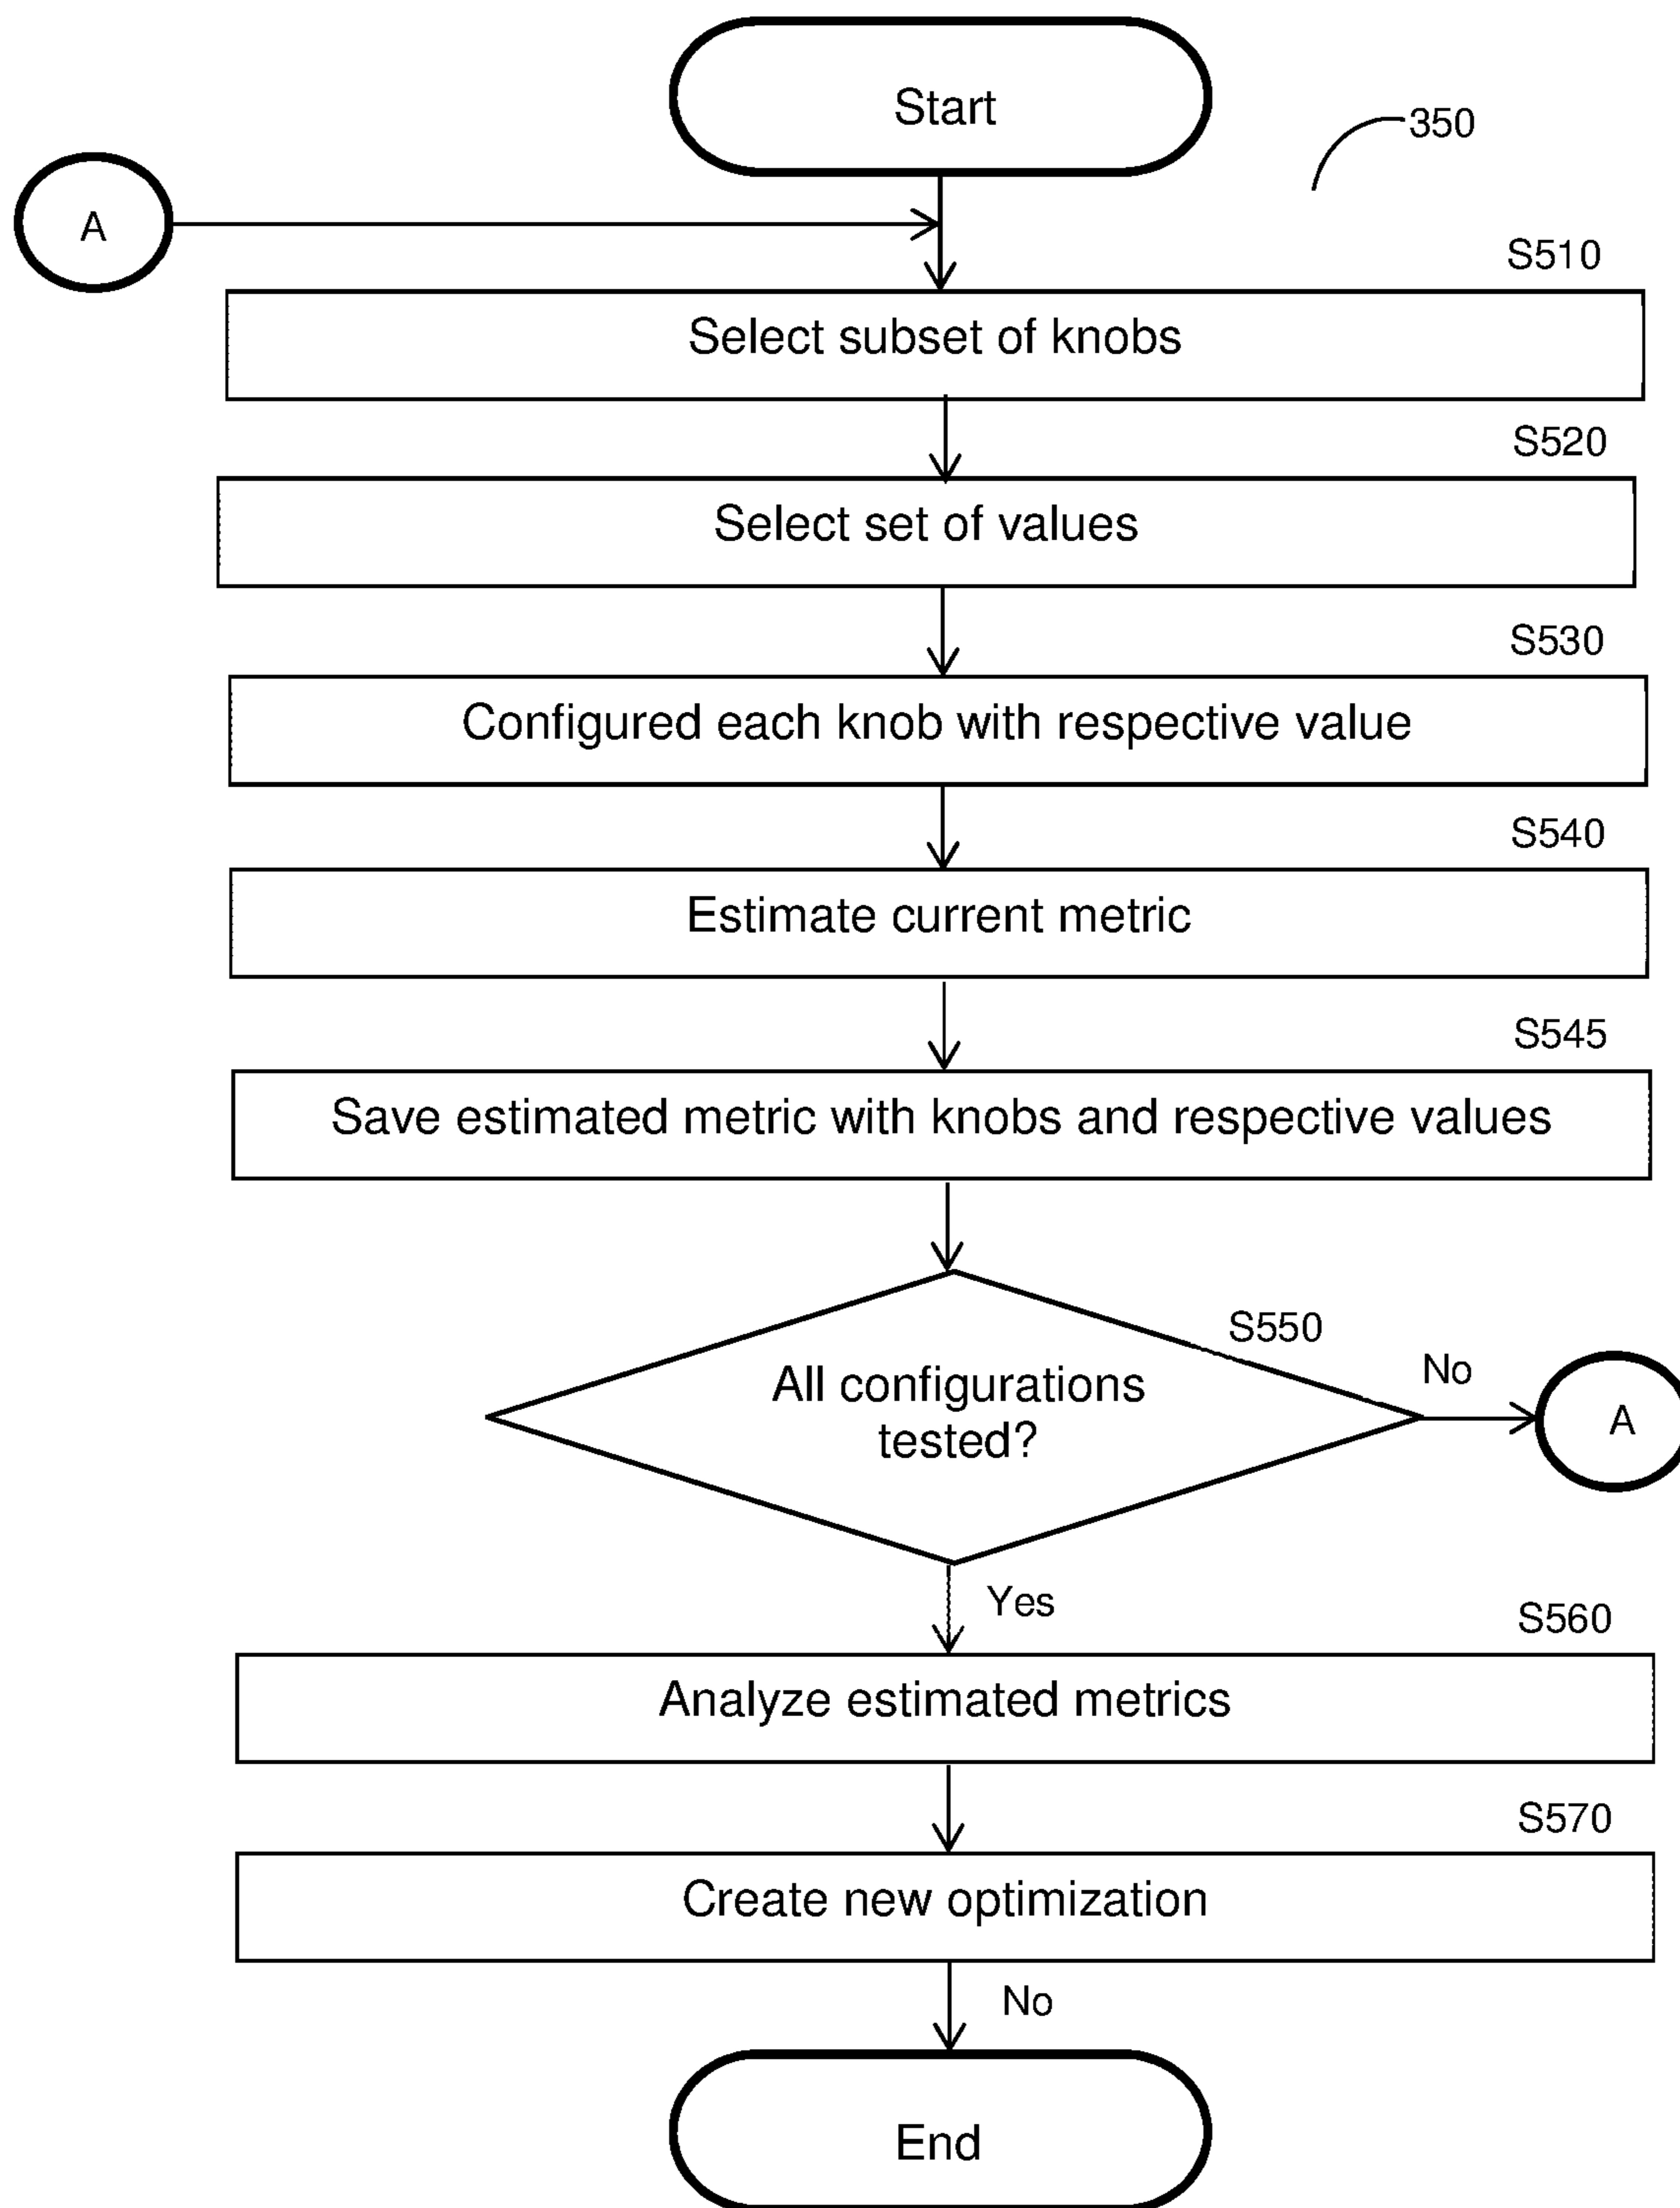 Start
350
A
S510
Select subset of knobs
S520
Select set of values
S530
Configured each knob with respective value
S540
Estimate current metric
S545
Save estimated metric with knobs and respective values
S550
All configurations
tested?
No
A
Yes
S560
Analyze estimated metrics
S570
Create new optimization
No
End